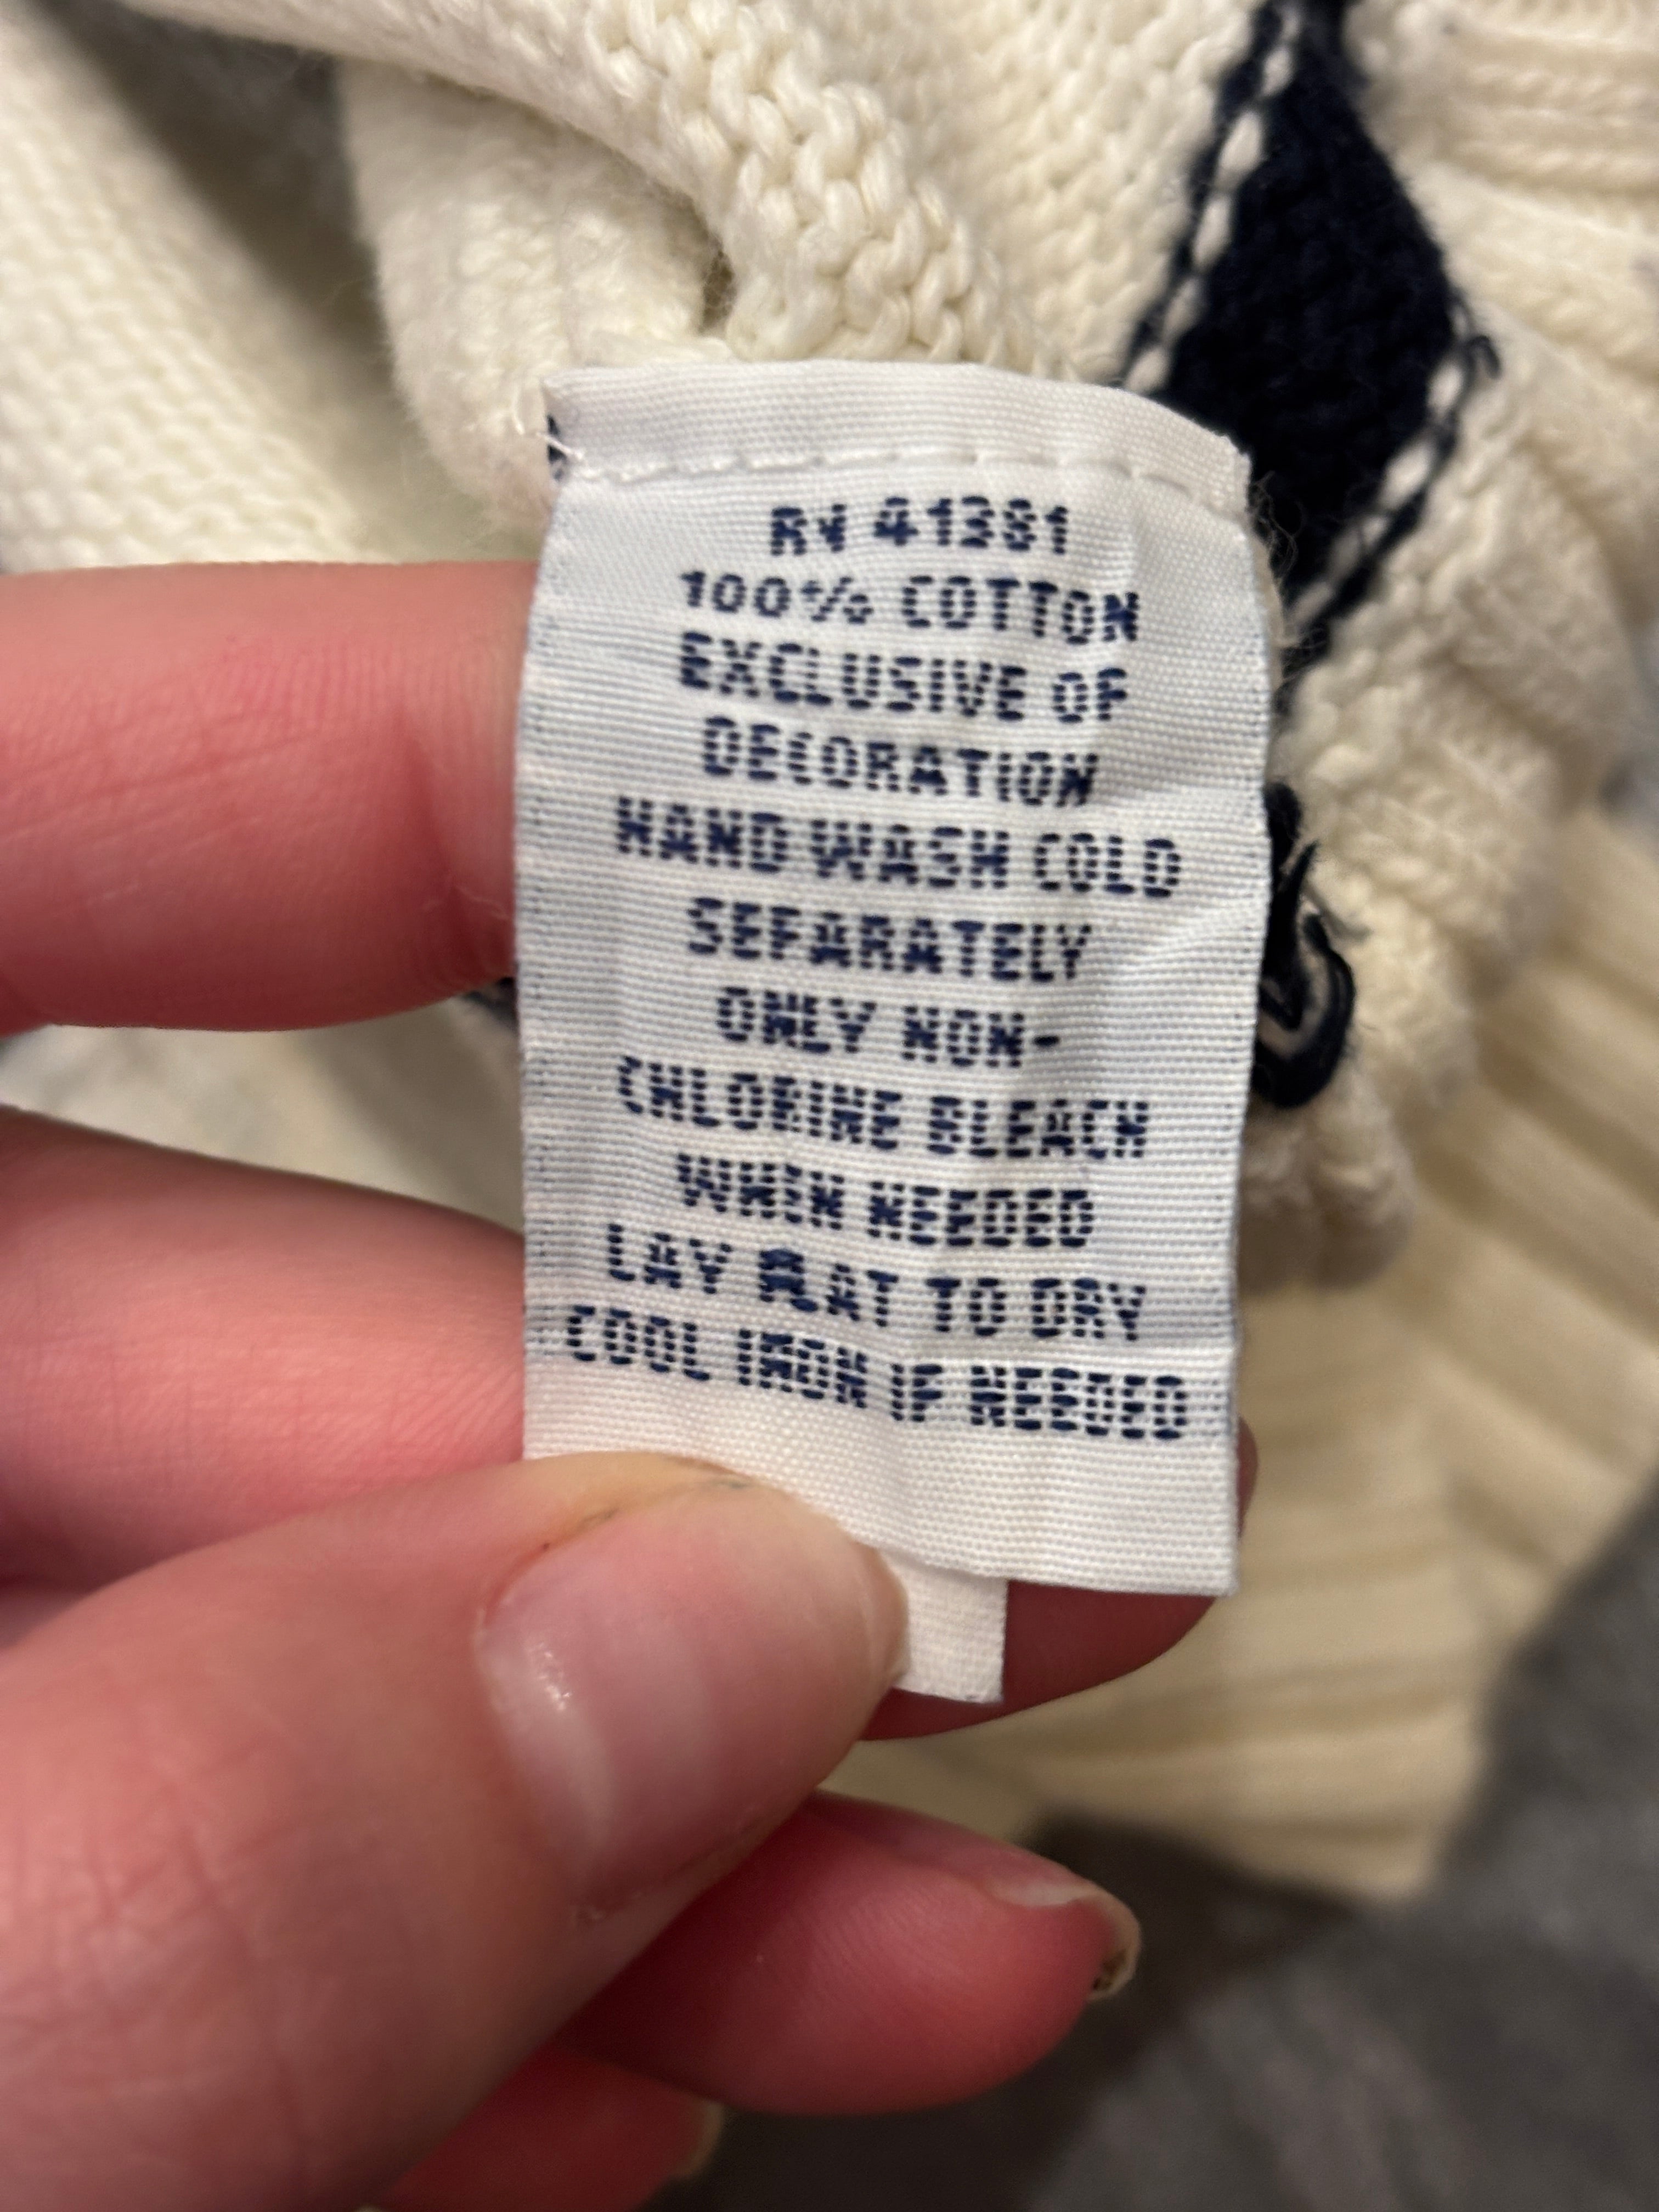 RN 41381
100% COTTON
EXCLUSIVE OF
DECORATION
HAND WASH COLD
SEPARATELY
ONLY NON-
CHLORINE BLEACH
WHEN NEEDED
LAY FLAT TO DRY
COOL IRON IF NEEDED